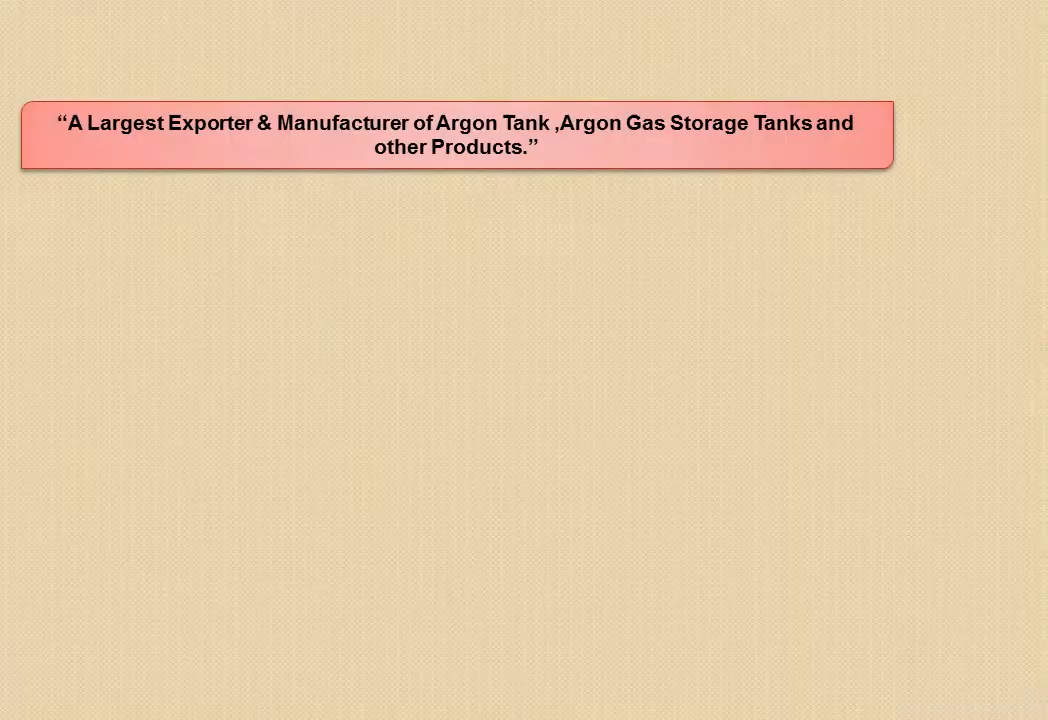 “A Largest Exporter & Manufacturer of Argon Tank ,Argon Gas Storage Tanks and
other Products.”